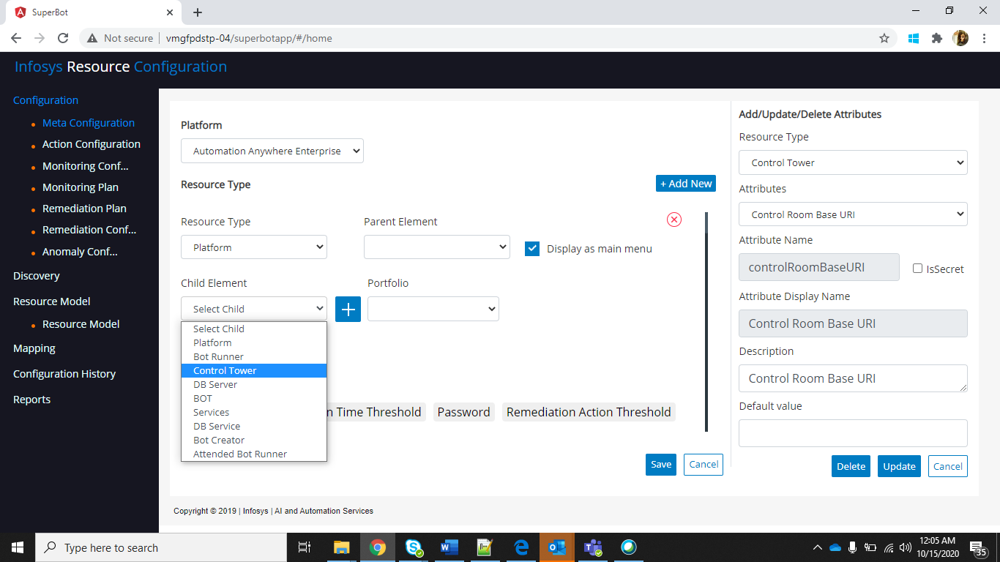 SuperBot
Not secure
vmgfpdstp-04/superbotapp/#/home
Infosys Resource Configuration
Configuration
Meta Configuration
Action Configuration
Monitoring Conf...
Monitoring Plan
Remediation Plan
Remediation Conf...
Anomaly Conf...
Discovery
Resource Model
Resource Model
Mapping
Configuration History
Reports
Platform
Automation Anywhere Enterprise
Resource Type
+ Add New
Resource Type
Parent Element
Platform
Display as main menu
Child Element
Portfolio
Select Child
Select Child
Platform
Bot Runner
Control Tower
DB Server
BOT
Services
DB Service
Bot Creator
Attended Bot Runner
n Time Threshold
Password
Remediation Action Threshold
Save
Cancel
Add/Update/Delete Attributes
Resource Type
Control Tower
Attributes
Control Room Base URI
Attribute Name
controlRoomBaseURI
IsSecret
Attribute Display Name
Control Room Base URI
Description
Control Room Base URI
Default value
Delete
Update
Cancel
Copyright © 2019 | Infosys | AI and Automation Services
Type here to search
12:05 AM
10/15/2020
35